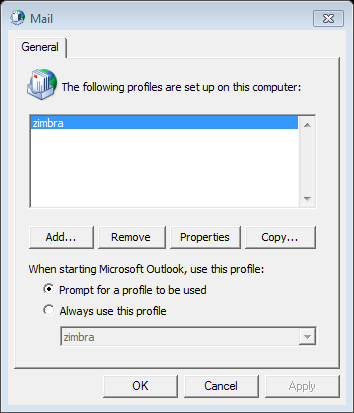 Mail
General
The following profiles are set up on this computer:
zimbra
Add... Remove Properties Copy...
When starting Microsoft Outlook, use this profile:
Prompt for a profile to be used
Always use this profile
zimbra
OK Cancel Apply